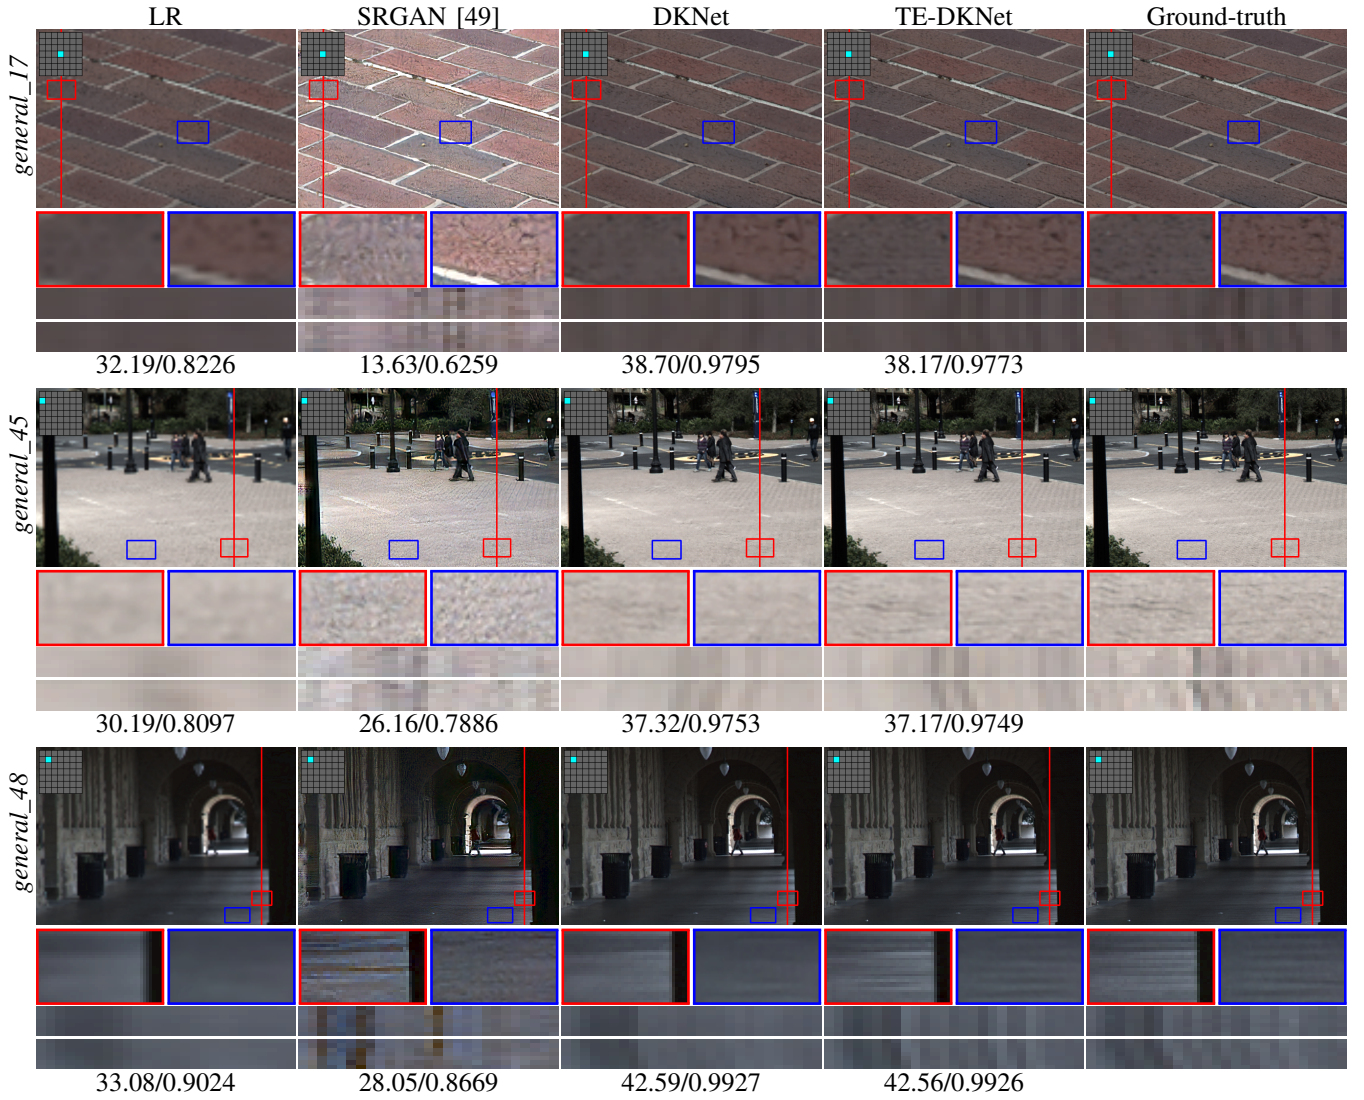 LR SRGAN [49] DKNet TE-DKNet Ground-truth
general_17
32.19/0.8226 13.63/0.6259 38.70/0.9795 38.17/0.9773
general_45
30.19/0.8097 26.16/0.7886 37.32/0.9753 37.17/0.9749
general_48
33.08/0.9024 28.05/0.8669 42.59/0.9927 42.56/0.9926